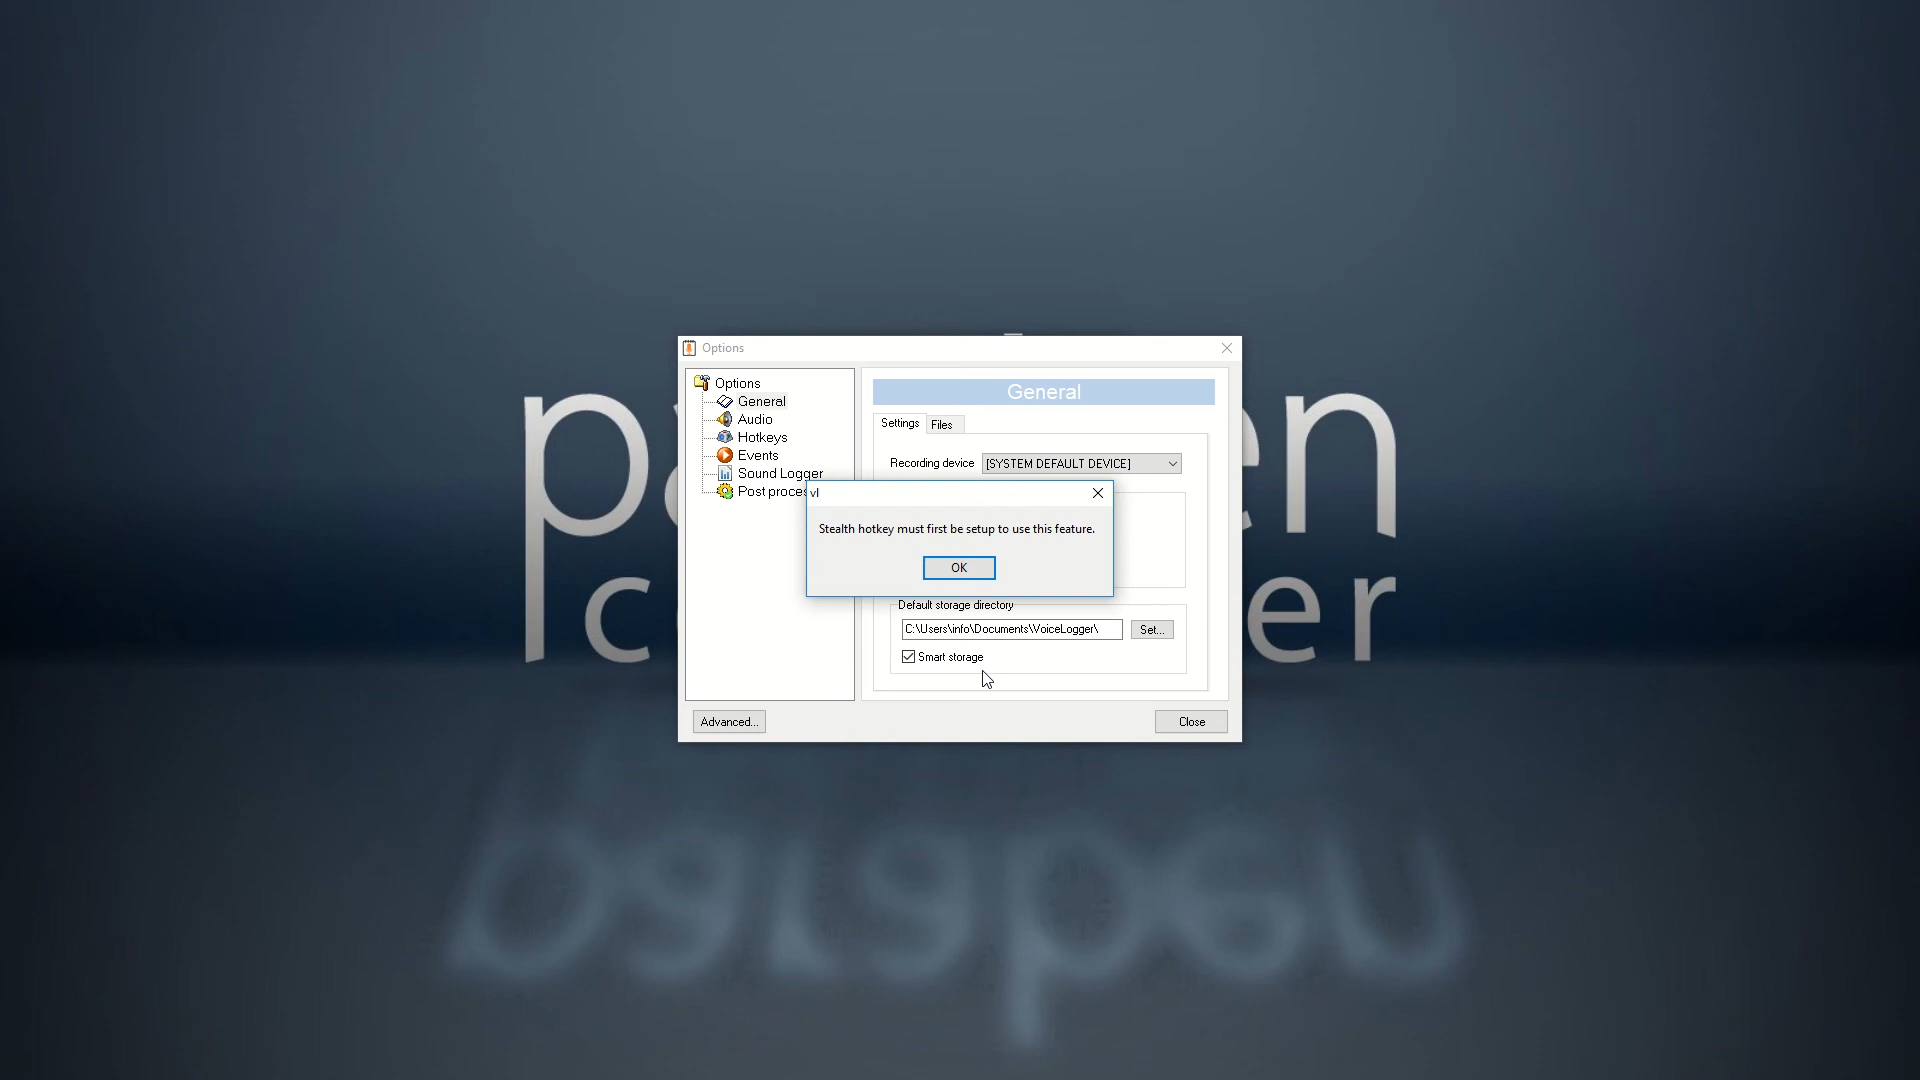 Options
Options
General
Audio
Hotkeys
Events
Sound Logger
Post proces
General
Settings
Files
Recording device
[SYSTEM DEFAULT DEVICE]
vl
Stealth hotkey must first be setup to use this feature.
OK
Default storage directory
C:\Users\info\Documents\VoiceLogger\
Set...
Smart storage
Advanced...
Close